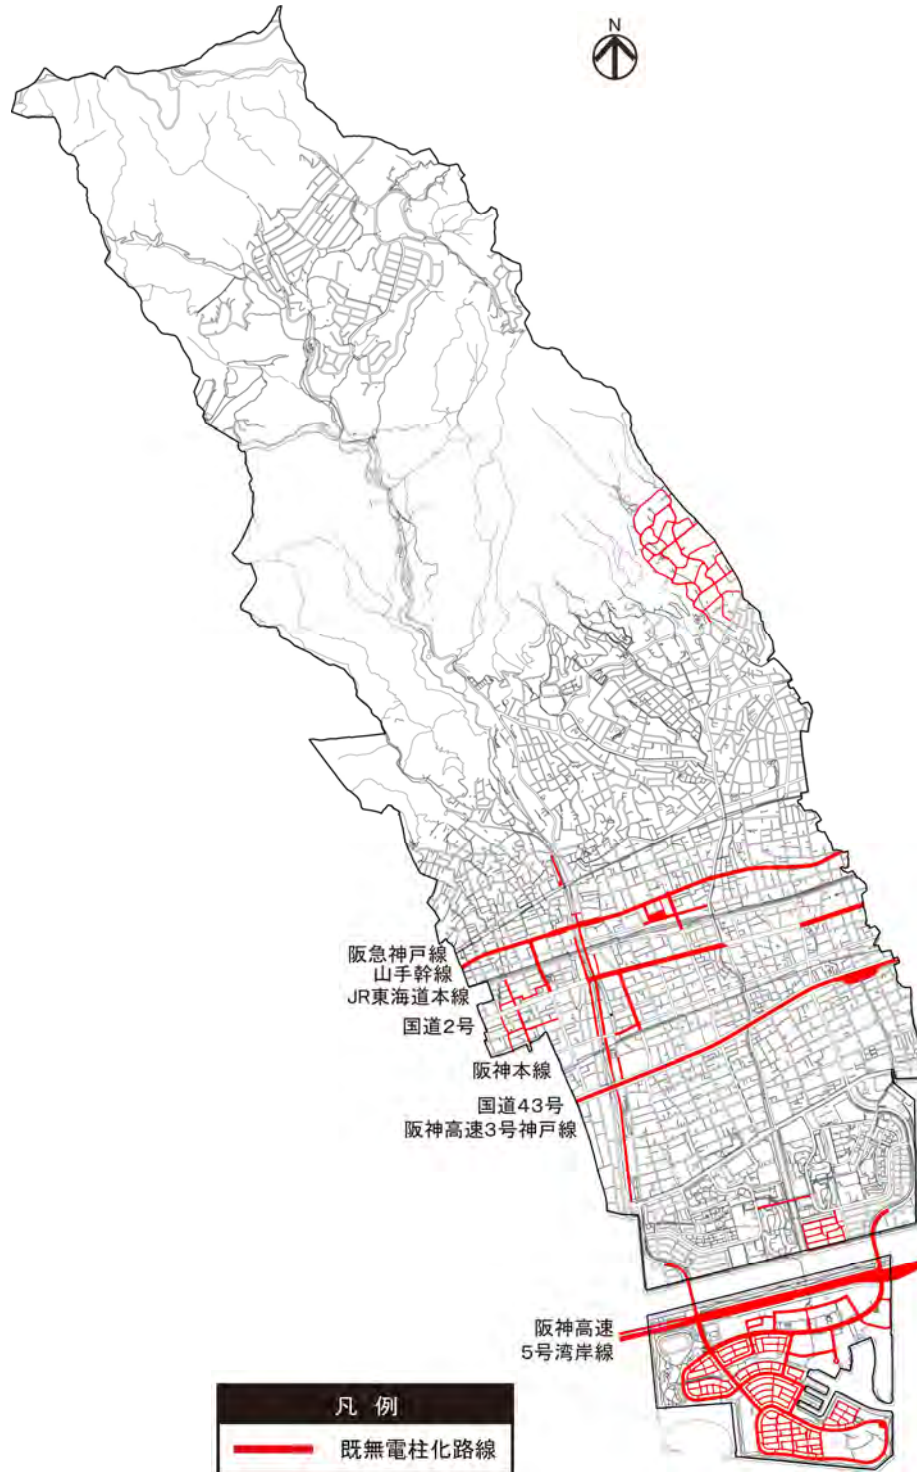 N
阪急神戸線
山手幹線
JR東海道本線
国道2号
阪神本線
国道43号
阪神高速3号神戸線
阪神高速
5号湾岸線
凡 例
既無電柱化路線